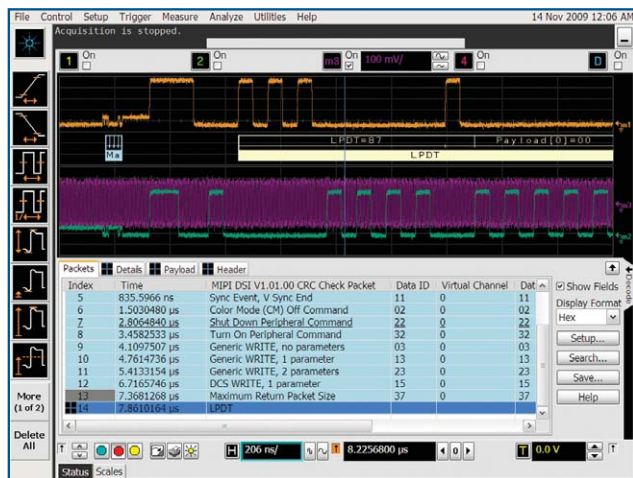 File Control Setup Trigger Measure Analyze Utilities Help 14 Nov 2009 12:06 AM
Acquisition is stopped.
1 On 2 On m3 On 100 mV/ 4 On D On
m1
Ma LPDT=87 Payload[0]=00
LPDT
m3
m2
Packets Details Payload Header
Index Time MIPI DSI V1.01.00 CRC Check Packet Data ID Virtual Channel Dat
5 835.5966 ns Sync Event, V Sync End 11 0 11
6 1.5030480 µs Color Mode (CM) Off Command 02 0 02
7 2.8064840 µs Shut Down Peripheral Command 22 0 22
8 3.4582533 µs Turn On Peripheral Command 32 0 32
9 4.1097507 µs Generic WRITE, no parameters 03 0 03
10 4.7614736 µs Generic WRITE, 1 parameter 13 0 13
11 5.4133154 µs Generic WRITE, 2 parameters 23 0 23
12 6.7165746 µs DCS WRITE, 1 parameter 15 0 15
13 7.3681268 µs Maximum Return Packet Size 37 0 37
14 7.8610164 µs LPDT
Decode
Show Fields
Display Format
Hex
Setup...
Search...
Save...
Help
More
(1 of 2)
Delete
All
H 206 ns/ 8.2256800 µs 0 T 0.0 V
Status Scales